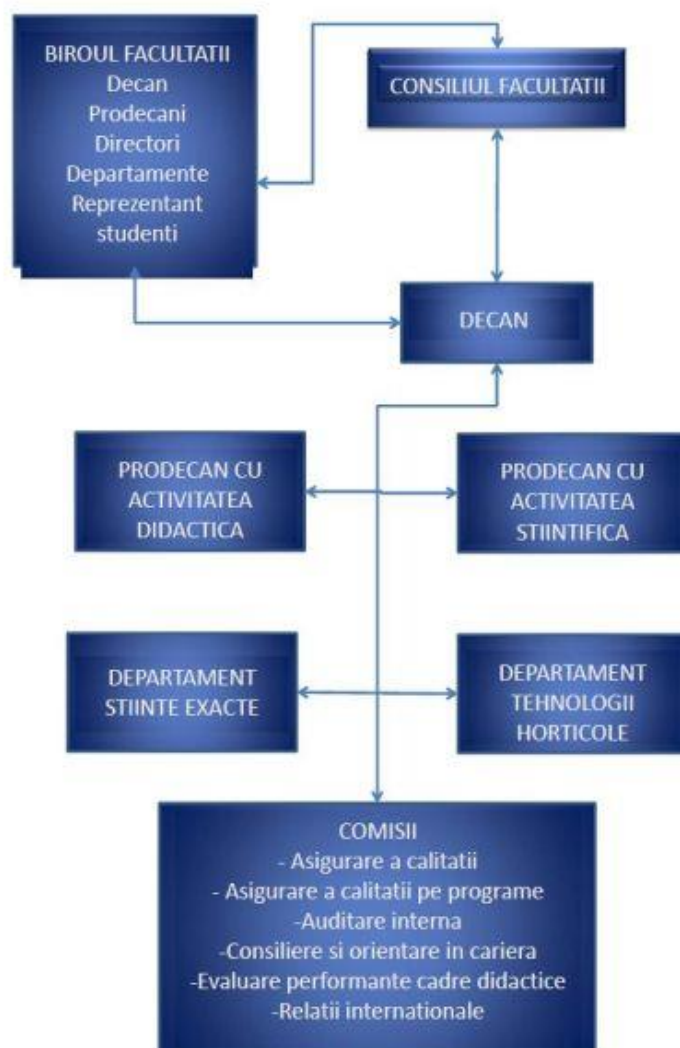 BIROUL FACULTATII
Decan
Prodecani
Directori
Departamente
Reprezentant
studenti
CONSILIUL FACULTATII
DECAN
PRODECAN CU
ACTIVITATEA
DIDACTICA
PRODECAN CU
ACTIVITATEA
STIINTIFICA
DEPARTAMENT
STIINTE EXACTE
DEPARTAMENT
TEHNOLOGII
HORTICOLE
COMISII
- Asigurare a calitatii
- Asigurare a calitatii pe programe
-Auditare interna
-Consiliere si orientare in cariera
-Evaluare performante cadre didactice
-Relatii internationale